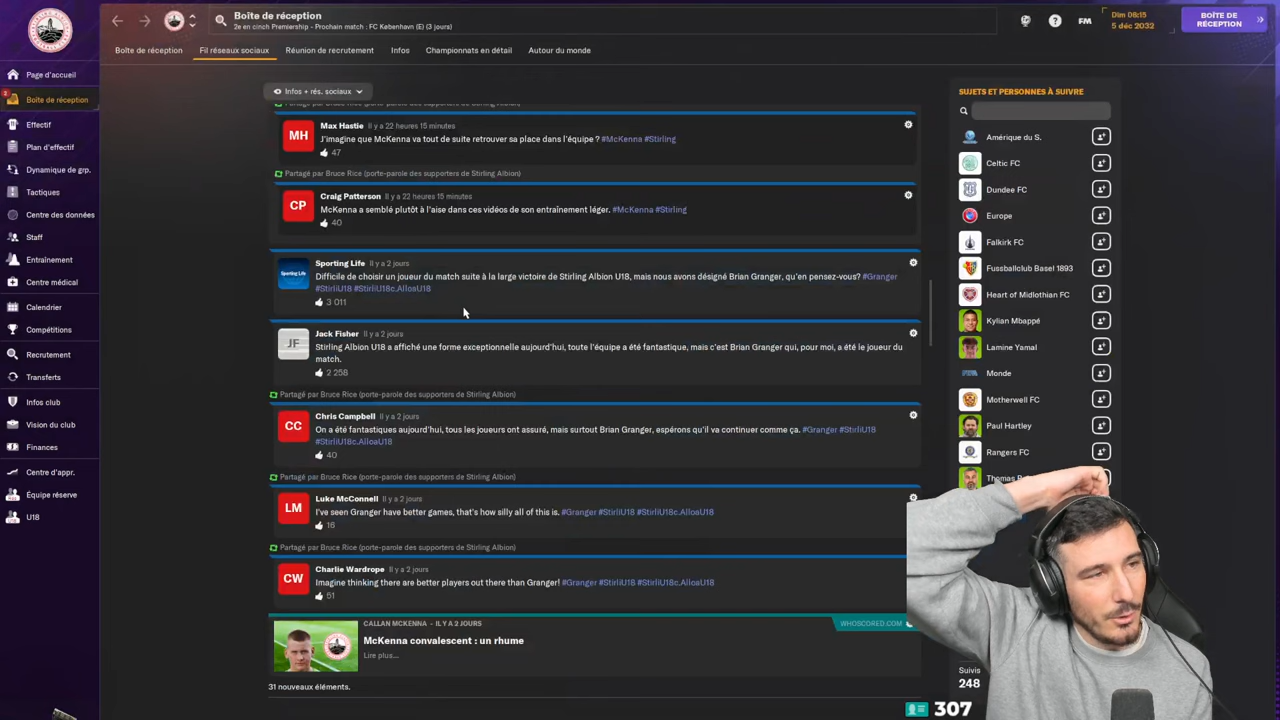 Boîte de réception
2e en cinch Premiership - Prochain match : FC København (E) (3 jours)
Dim 08:15
5 déc 2032
BOÎTE DE
RÉCEPTION
FM
Boîte de réception
Fil réseaux sociaux
Réunion de recrutement
Infos
Championnats en détail
Autour du monde
Page d'accueil
2
Boîte de réception
Effectif
Plan d'effectif
Dynamique de grp.
Tactiques
Centre des données
Staff
Entraînement
Centre médical
Calendrier
Compétitions
Recrutement
Transferts
Infos club
Vision du club
Finances
Centre d'appr.
Équipe réserve
U18
Infos + rés. sociaux
Partagé par Bruce Rice (porte-parole des supporters de Stirling Albion)
MH
Max Hastie Il y a 22 heures 15 minutes
J'imagine que McKenna va tout de suite retrouver sa place dans l'équipe ? #McKenna #Stirling
47
Partagé par Bruce Rice (porte-parole des supporters de Stirling Albion)
CP
Craig Patterson Il y a 22 heures 15 minutes
McKenna a semblé plutôt à l'aise dans ces vidéos de son entraînement léger. #McKenna #Stirling
40
Sporting Life
Sporting Life Il y a 2 jours
Difficile de choisir un joueur du match suite à la large victoire de Stirling Albion U18, mais nous avons désigné Brian Granger, qu'en pensez-vous? #Granger
#StirliU18 #StirliU18c.AlloaU18
3 011
JF
Jack Fisher Il y a 2 jours
Stirling Albion U18 a affiché une forme exceptionnelle aujourd'hui, toute l'équipe a été fantastique, mais c'est Brian Granger qui, pour moi, a été le joueur du
match.
2 258
Partagé par Bruce Rice (porte-parole des supporters de Stirling Albion)
CC
Chris Campbell Il y a 2 jours
On a été fantastiques aujourd'hui, tous les joueurs ont assuré, mais surtout Brian Granger, espérons qu'il va continuer comme ça. #Granger #StirliU18
#StirliU18c.AlloaU18
40
Partagé par Bruce Rice (porte-parole des supporters de Stirling Albion)
LM
Luke McConnell Il y a 2 jours
I've seen Granger have better games, that's how silly all of this is. #Granger #StirliU18 #StirliU18c.AlloaU18
16
Partagé par Bruce Rice (porte-parole des supporters de Stirling Albion)
CW
Charlie Wardrope Il y a 2 jours
Imagine thinking there are better players out there than Granger! #Granger #StirliU18 #StirliU18c.AlloaU18
51
CALLAN MCKENNA - IL Y A 2 JOURS
WHOSCORED.COM
McKenna convalescent : un rhume
Lire plus...
31 nouveaux éléments.
SUJETS ET PERSONNES À SUIVRE
Amérique du S.
Celtic FC
Dundee FC
Europe
Falkirk FC
Fussballclub Basel 1893
Heart of Midlothian FC
Kylian Mbappé
Lamine Yamal
FIFA
Monde
Motherwell FC
Paul Hartley
Rangers FC
Thomas
Suivis
248
307